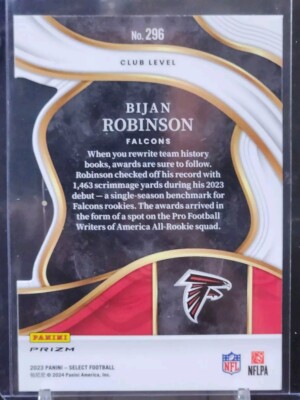 No. 296
CLUB LEVEL
BIJAN
ROBINSON
FALCONS
When you rewrite team history
books, awards are sure to follow.
Robinson checked off his record with
1,463 scrimmage yards during his 2023
debut — a single-season benchmark for
Falcons rookies. The awards arrived in
the form of a spot on the Pro Football
Writers of America All-Rookie squad.
PANINI
PRIZM
NFL
NFLPA
2023 PANINI – SELECT FOOTBALL
© 2024 Panini America, Inc.